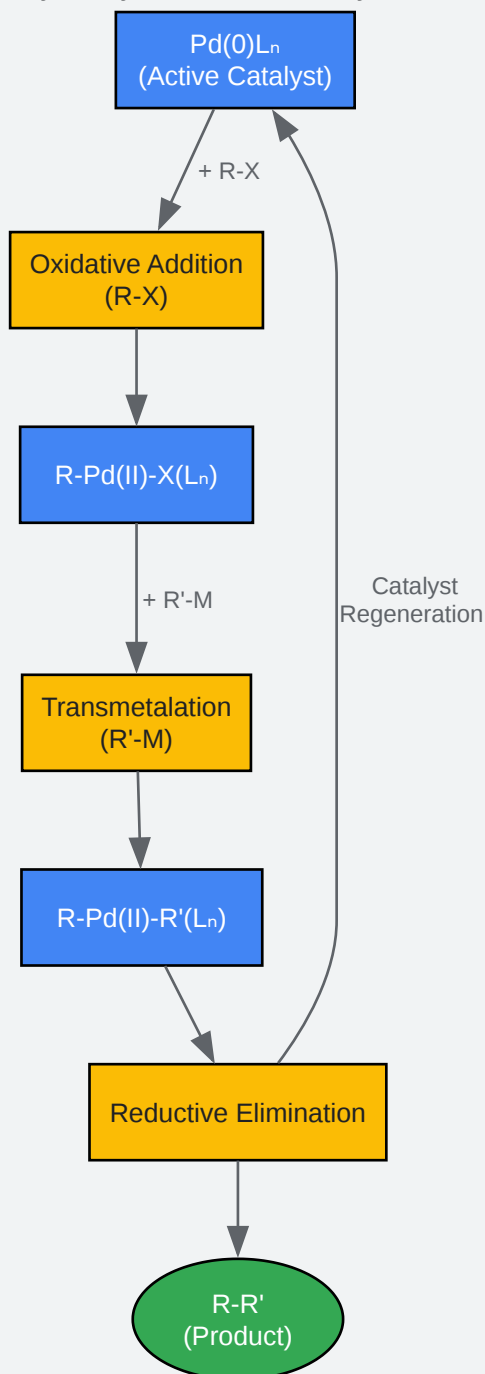 Pd(0)Lₙ
(Active Catalyst)
+ R-X
Oxidative Addition
(R-X)
R-Pd(II)-X(Lₙ)
+ R'-M
Catalyst
Regeneration
Transmetalation
(R'-M)
R-Pd(II)-R'(Lₙ)
Reductive Elimination
R-R'
(Product)